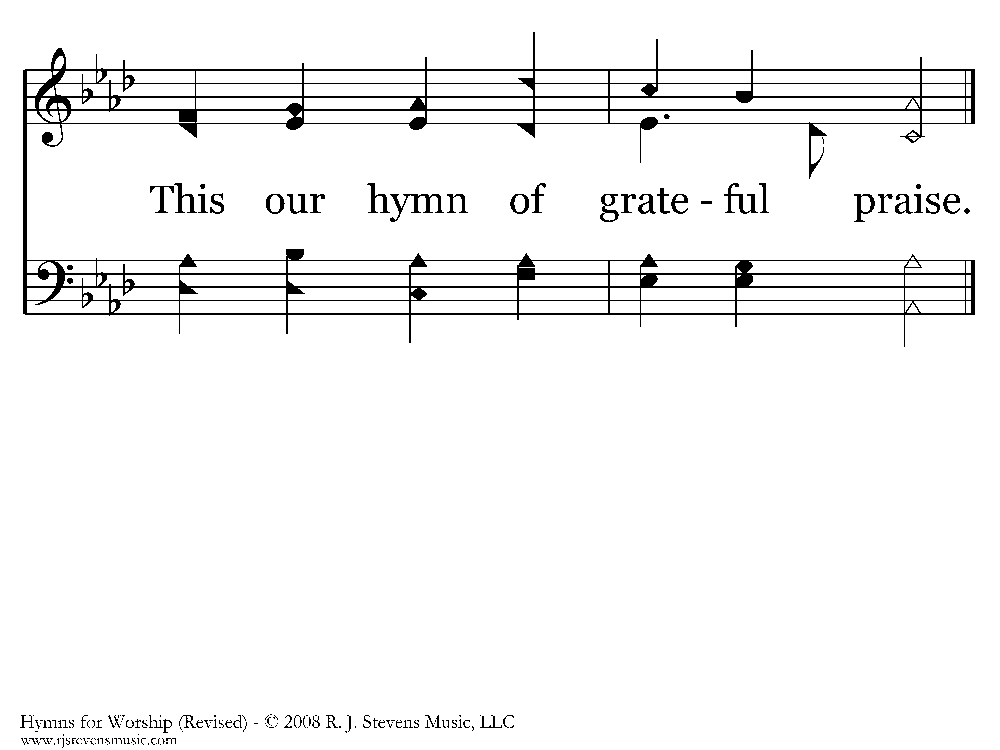 This our hymn of grate - ful praise.
Hymns for Worship (Revised) - © 2008 R. J. Stevens Music, LLC
www.rjstevensmusic.com